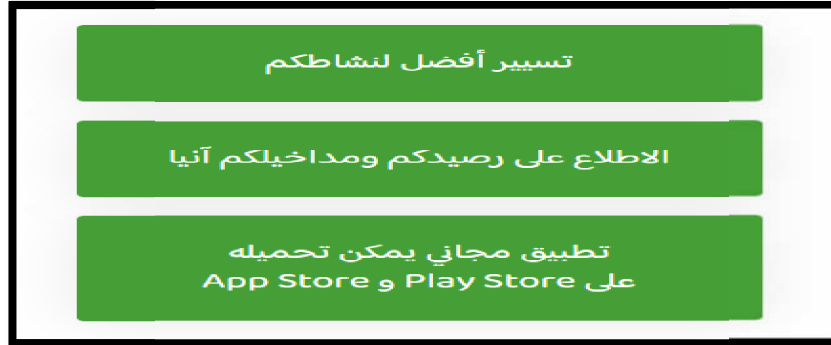 تسيير أفضل لنشاطكم
الاطلاع على رصيدكم ومداخيلكم آنيا
تطبيق مجاني يمكن تحميله
على Play Store و App Store